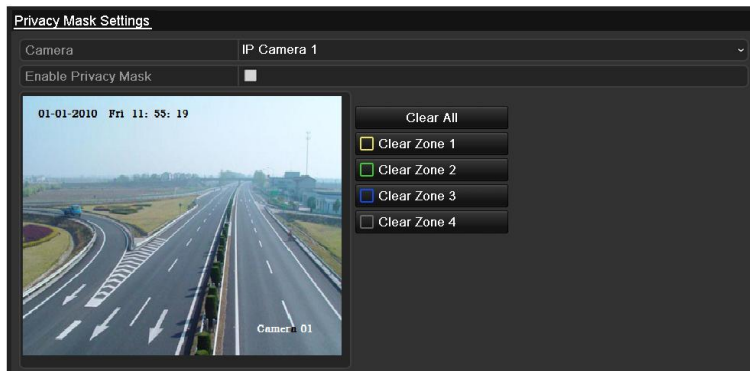 Privacy Mask Settings
Camera IP Camera 1
Enable Privacy Mask
01-01-2010 Fri 11: 55: 19
Camera 01
Clear All
Clear Zone 1
Clear Zone 2
Clear Zone 3
Clear Zone 4